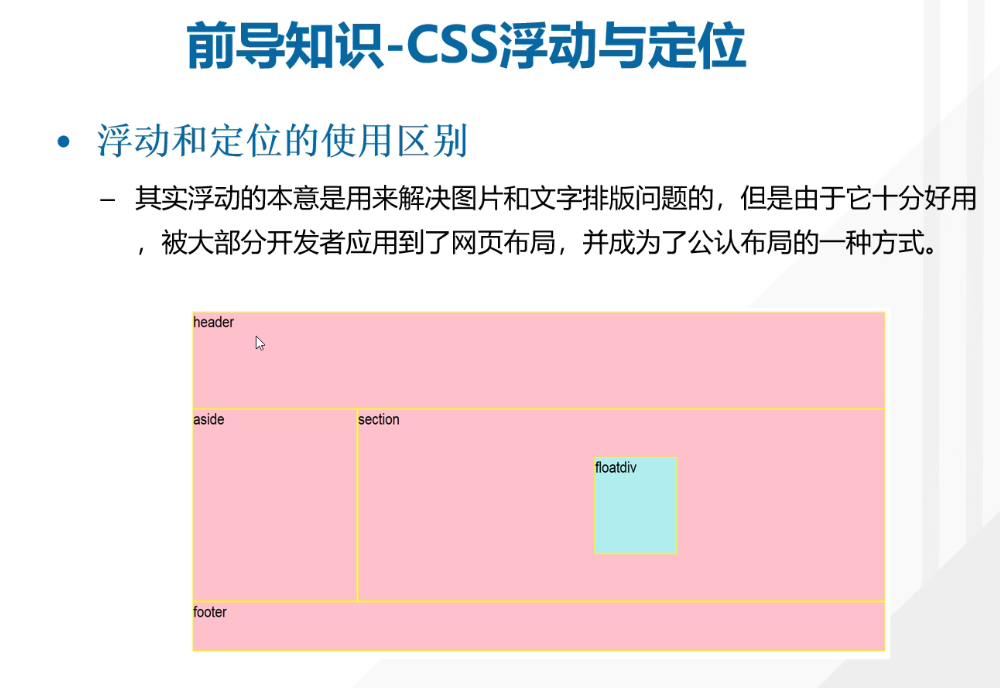 前导知识-CSS浮动与定位
• 浮动和定位的使用区别
– 其实浮动的本意是用来解决图片和文字排版问题的，但是由于它十分好用
，被大部分开发者应用到了网页布局，并成为了公认布局的一种方式。
header
aside
section
floatdiv
footer